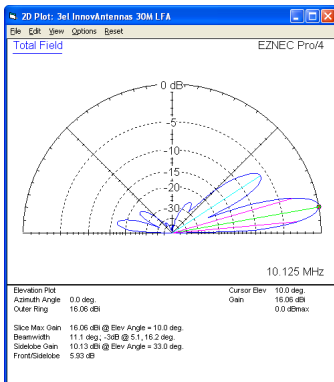 2D Plot: 3el InnovAntennas 30M LFA
File Edit View Options Reset
Total Field
EZNEC Pro/4
0 dB
-5
-10
-15
-20
-30
10.125 MHz
Elevation Plot
Cursor Elev 10.0 deg.
Azimuth Angle 0.0 deg.
Gain 16.06 dBi
Outer Ring 16.06 dBi
0.0 dBmax
Slice Max Gain 16.06 dBi @ Elev Angle = 10.0 deg.
Beamwidth 11.1 deg.; -3dB @ 5.1, 16.2 deg.
Sidelobe Gain 10.13 dBi @ Elev Angle = 33.0 deg.
Front/Sidelobe 5.93 dB